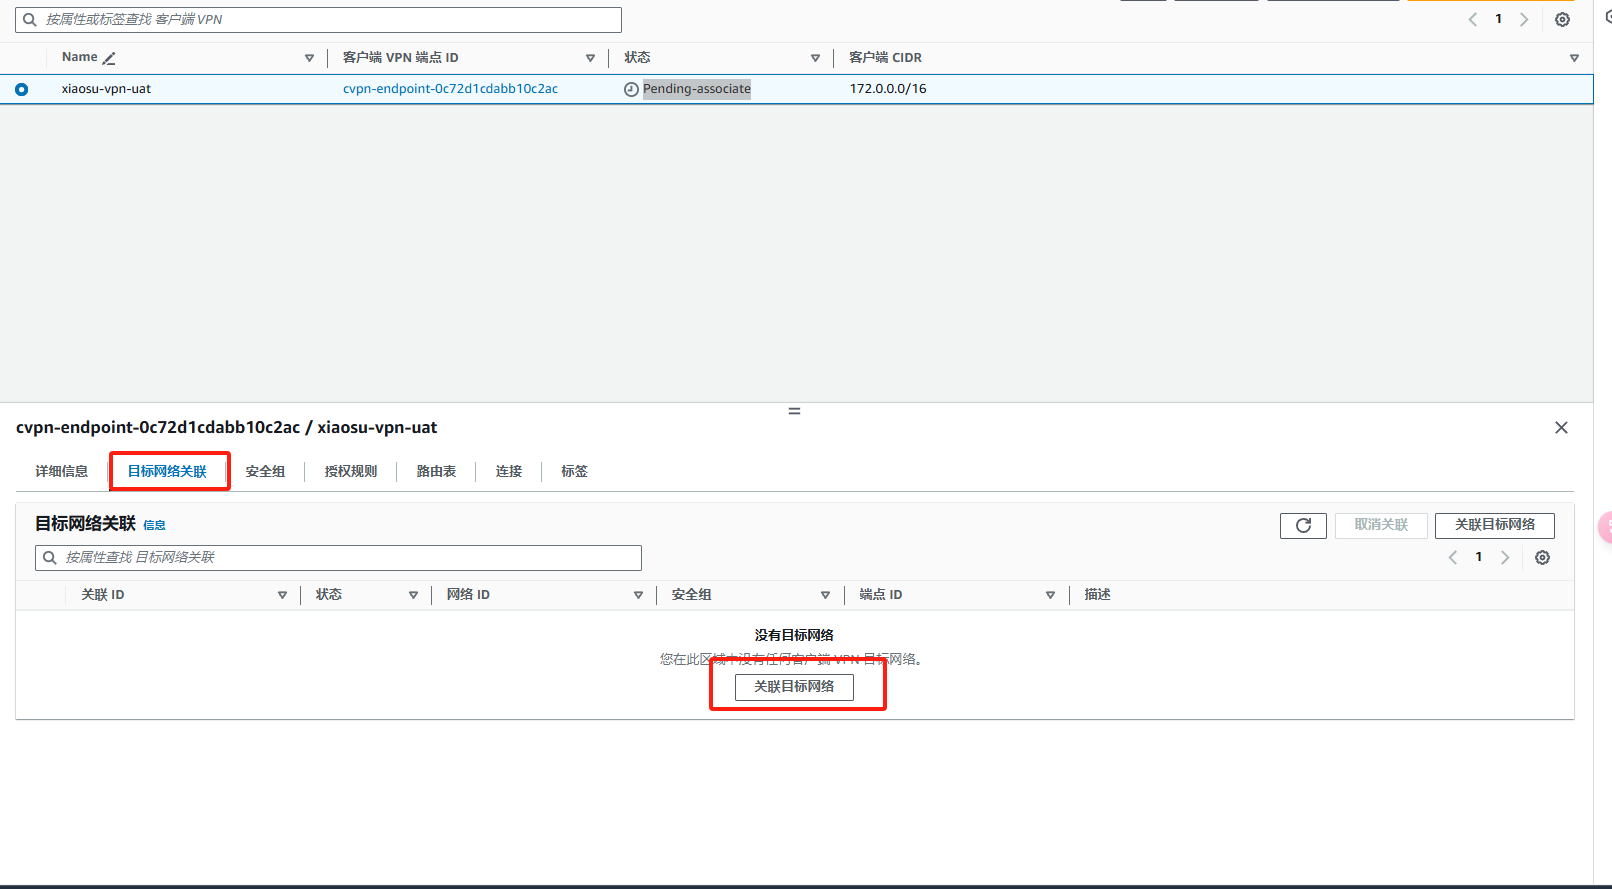 按属性或标签查找 客户端 VPN
1
Name 客户端 VPN 端点 ID 状态 客户端 CIDR
xiaosu-vpn-uat cvpn-endpoint-0c72d1cdabb10c2ac Pending-associate 172.0.0.0/16
cvpn-endpoint-0c72d1cdabb10c2ac / xiaosu-vpn-uat
详细信息 目标网络关联 安全组 授权规则 路由表 连接 标签
目标网络关联 信息 取消关联 关联目标网络
按属性查找 目标网络关联 1
关联 ID 状态 网络 ID 安全组 端点 ID 描述
没有目标网络
您在此区域中没有任何客户端 VPN 目标网络。
关联目标网络